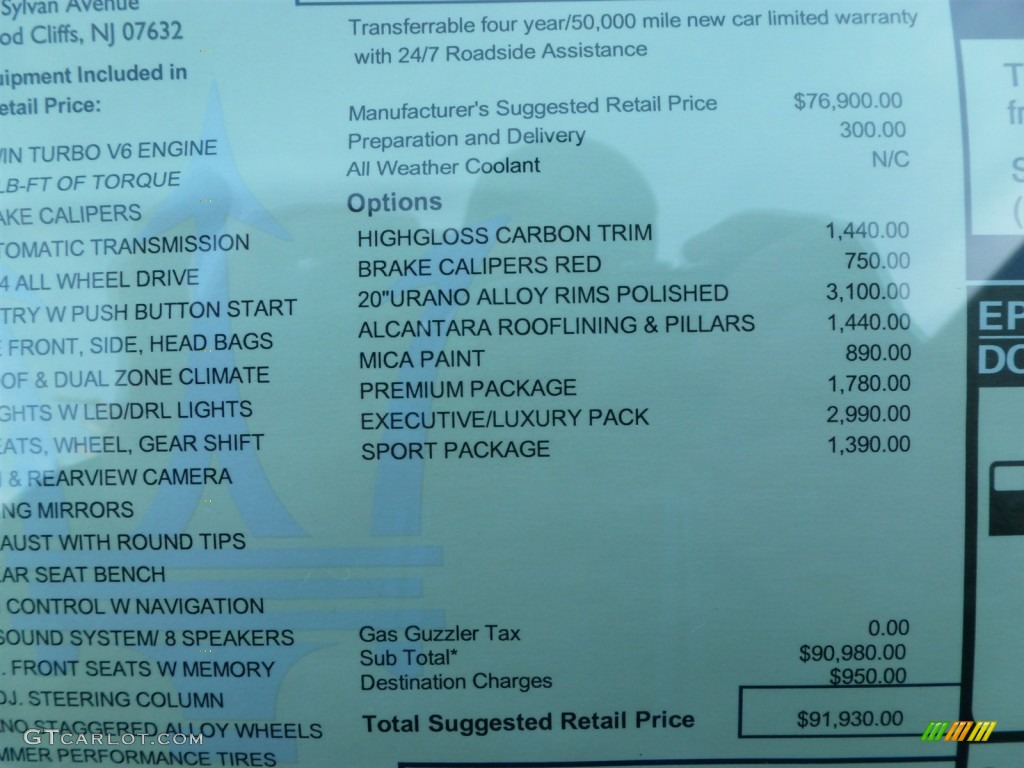 Sylvan Avenue
od Cliffs, NJ 07632
uipment Included in
etail Price:
IN TURBO V6 ENGINE
LB-FT OF TORQUE
AKE CALIPERS
TOMATIC TRANSMISSION
4 ALL WHEEL DRIVE
TRY W PUSH BUTTON START
E FRONT, SIDE, HEAD BAGS
OF & DUAL ZONE CLIMATE
GHTS W LED/DRL LIGHTS
EATS, WHEEL, GEAR SHIFT
& REARVIEW CAMERA
NG MIRRORS
AUST WITH ROUND TIPS
AR SEAT BENCH
CONTROL W NAVIGATION
SOUND SYSTEM/ 8 SPEAKERS
. FRONT SEATS W MEMORY
DJ. STEERING COLUMN
NO STAGGERED ALLOY WHEELS
MMER PERFORMANCE TIRES
Transferrable four year/50,000 mile new car limited warranty
with 24/7 Roadside Assistance
Manufacturer's Suggested Retail Price $76,900.00
Preparation and Delivery 300.00
All Weather Coolant N/C
Options
HIGHGLOSS CARBON TRIM 1,440.00
BRAKE CALIPERS RED 750.00
20"URANO ALLOY RIMS POLISHED 3,100.00
ALCANTARA ROOFLINING & PILLARS 1,440.00
MICA PAINT 890.00
PREMIUM PACKAGE 1,780.00
EXECUTIVE/LUXURY PACK 2,990.00
SPORT PACKAGE 1,390.00
Gas Guzzler Tax 0.00
Sub Total* $90,980.00
Destination Charges $950.00
Total Suggested Retail Price $91,930.00
T
fr
S
(
EP
DO
GTCARLOT.COM